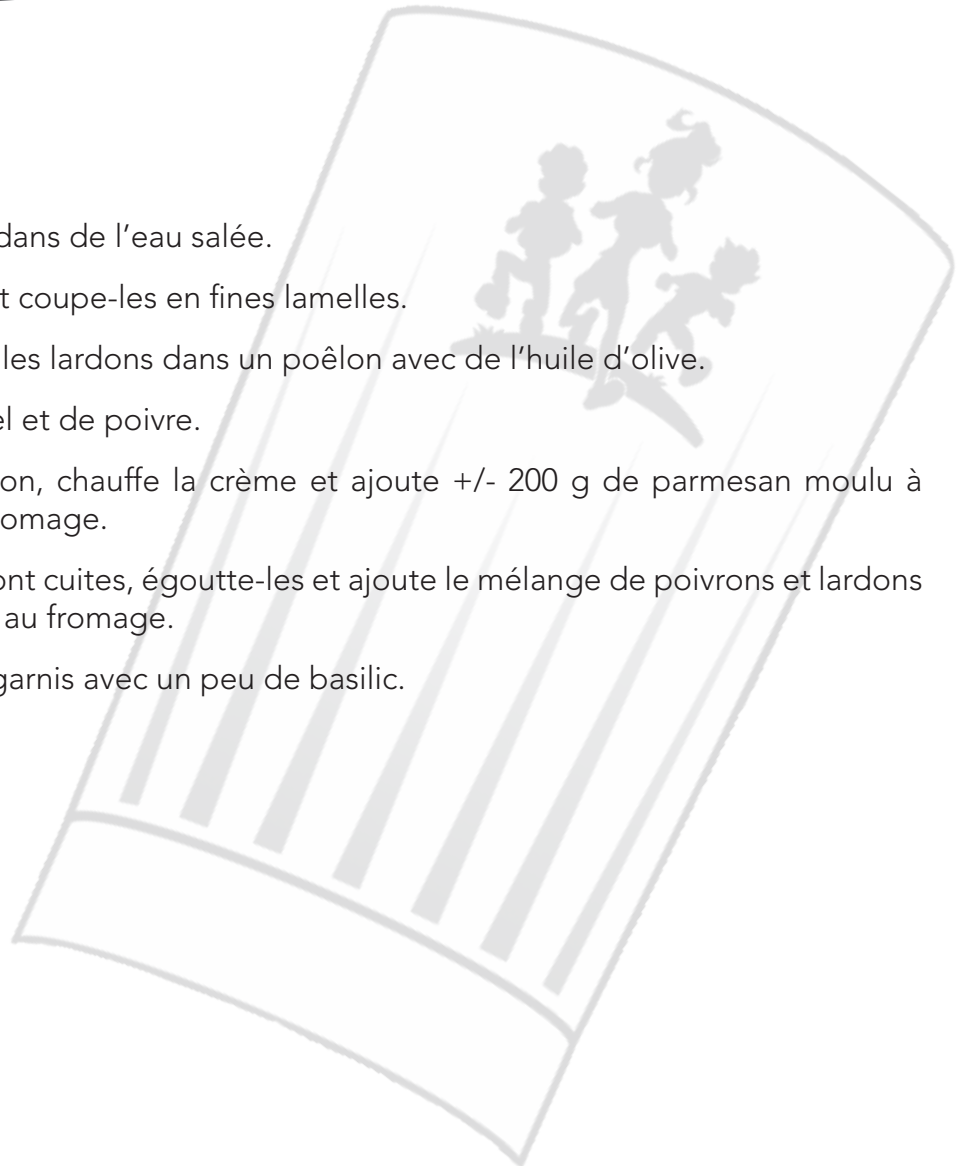 dans de l’eau salée.
t coupe-les en fines lamelles.
les lardons dans un poêlon avec de l’huile d’olive.
el et de poivre.
on, chauffe la crème et ajoute +/- 200 g de parmesan moulu à
omage.
ont cuites, égoutte-les et ajoute le mélange de poivrons et lardons
au fromage.
garnis avec un peu de basilic.